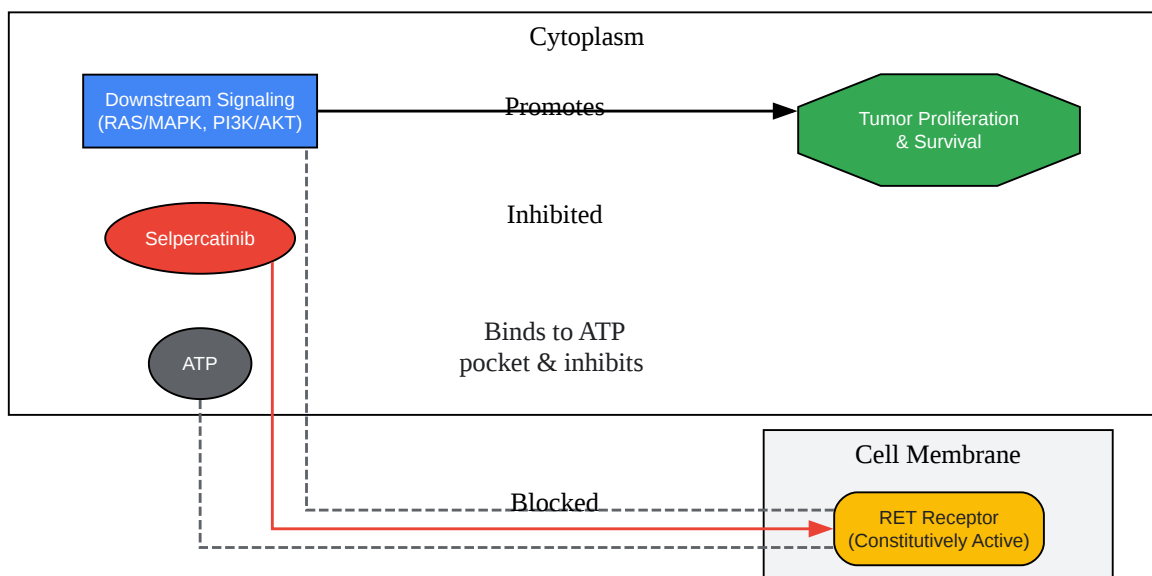 Cytoplasm
Downstream Signaling
(RAS/MAPK, PI3K/AKT)
Promotes
Tumor Proliferation
& Survival
Inhibited
Selpercatinib
Binds to ATP
pocket & inhibits
ATP
Cell Membrane
Blocked
RET Receptor
(Constitutively Active)